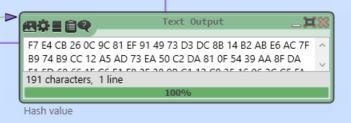 Text Output
F7 E4 CB 26 0C 9C 81 EF 91 49 73 D3 DC 8B 14 B2 AB E6 AC 7F
B9 74 B9 CC 12 A5 AD 73 EA 50 C2 DA 81 0F 54 39 AA 8F DA
191 characters, 1 line
100%
Hash value